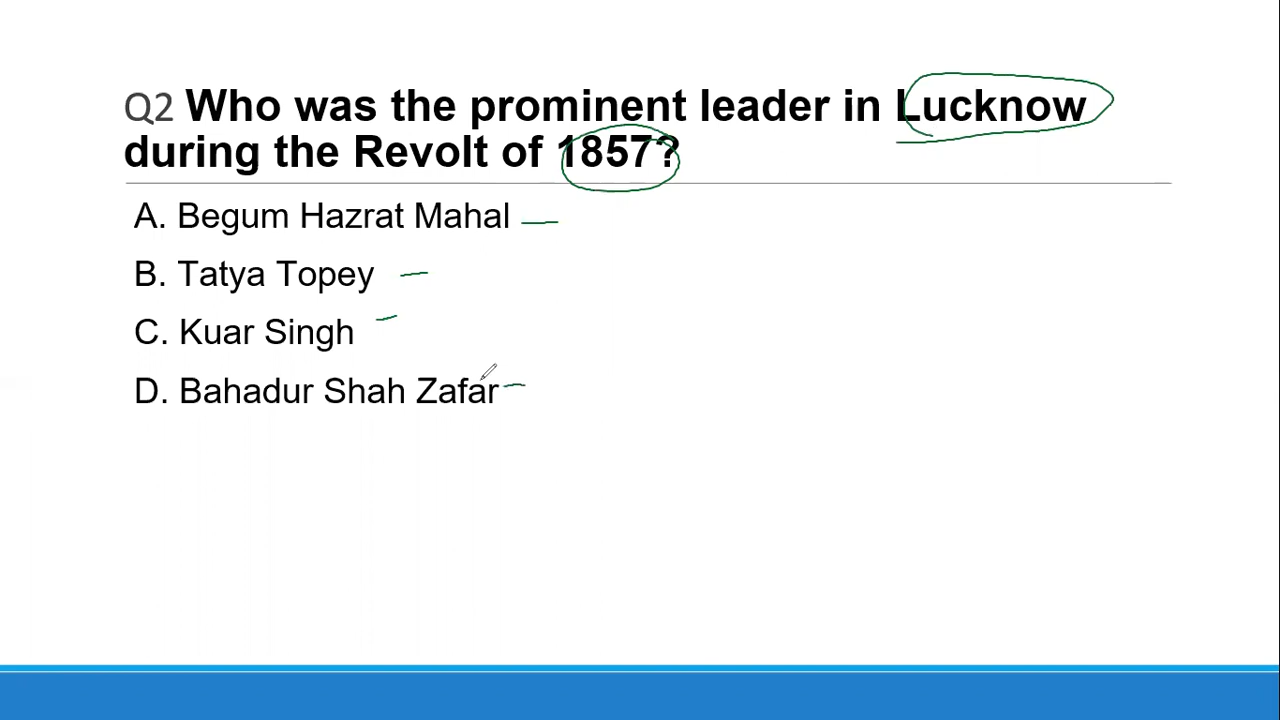 Q2 Who was the prominent leader in Lucknow
during the Revolt of 1857?
A. Begum Hazrat Mahal
B. Tatya Topey
C. Kuar Singh
D. Bahadur Shah Zafar